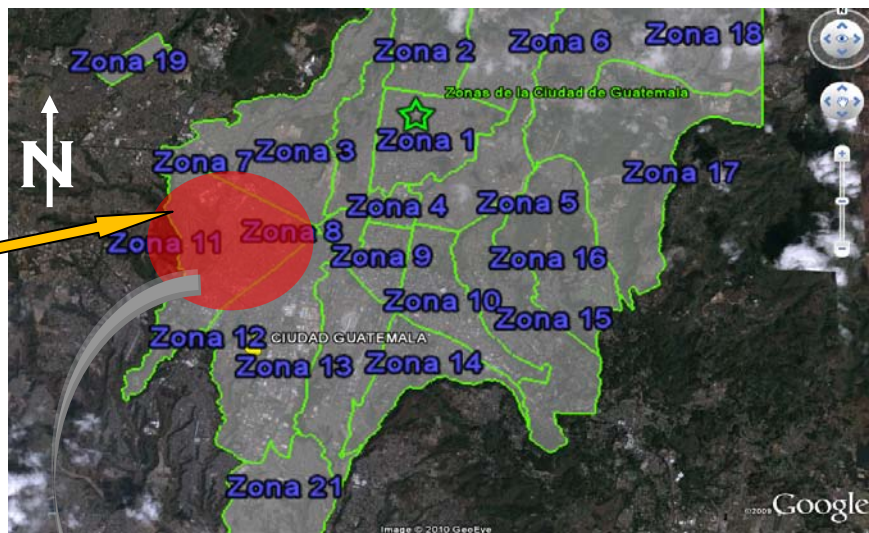 N
Zona 2
Zona 6
Zona 18
Zona 19
Zonas de la Ciudad de Guatemala
Zona 1
Zona 7
Zona 3
Zona 17
N
Zona 4
Zona 5
Zona 11
Zona 8
Zona 9
Zona 16
Zona 10
Zona 15
Zona 12
CIUDAD GUATEMALA
Zona 13
Zona 14
Zona 21
©2009 Google
Image © 2010 GeoEye